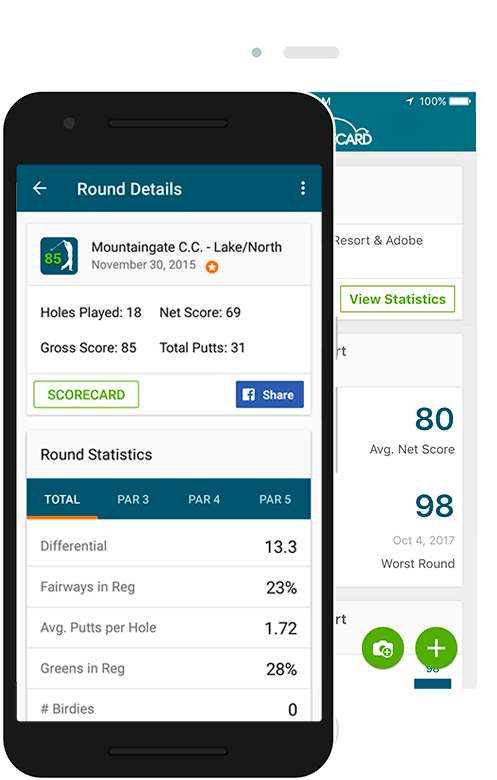 Round Details
85
Mountaingate C.C. - Lake/North
November 30, 2015
Holes Played: 18 Net Score: 69
Gross Score: 85 Total Putts: 31
SCORECARD
Share
Round Statistics
TOTAL PAR 3 PAR 4 PAR 5
Differential 13.3
Fairways in Reg 23%
Avg. Putts per Hole 1.72
Greens in Reg 28%
# Birdies 0
M 100%
CARD
Resort & Adobe
View Statistics
rt
80
Avg. Net Score
98
Oct 4, 2017
Worst Round
rt
98